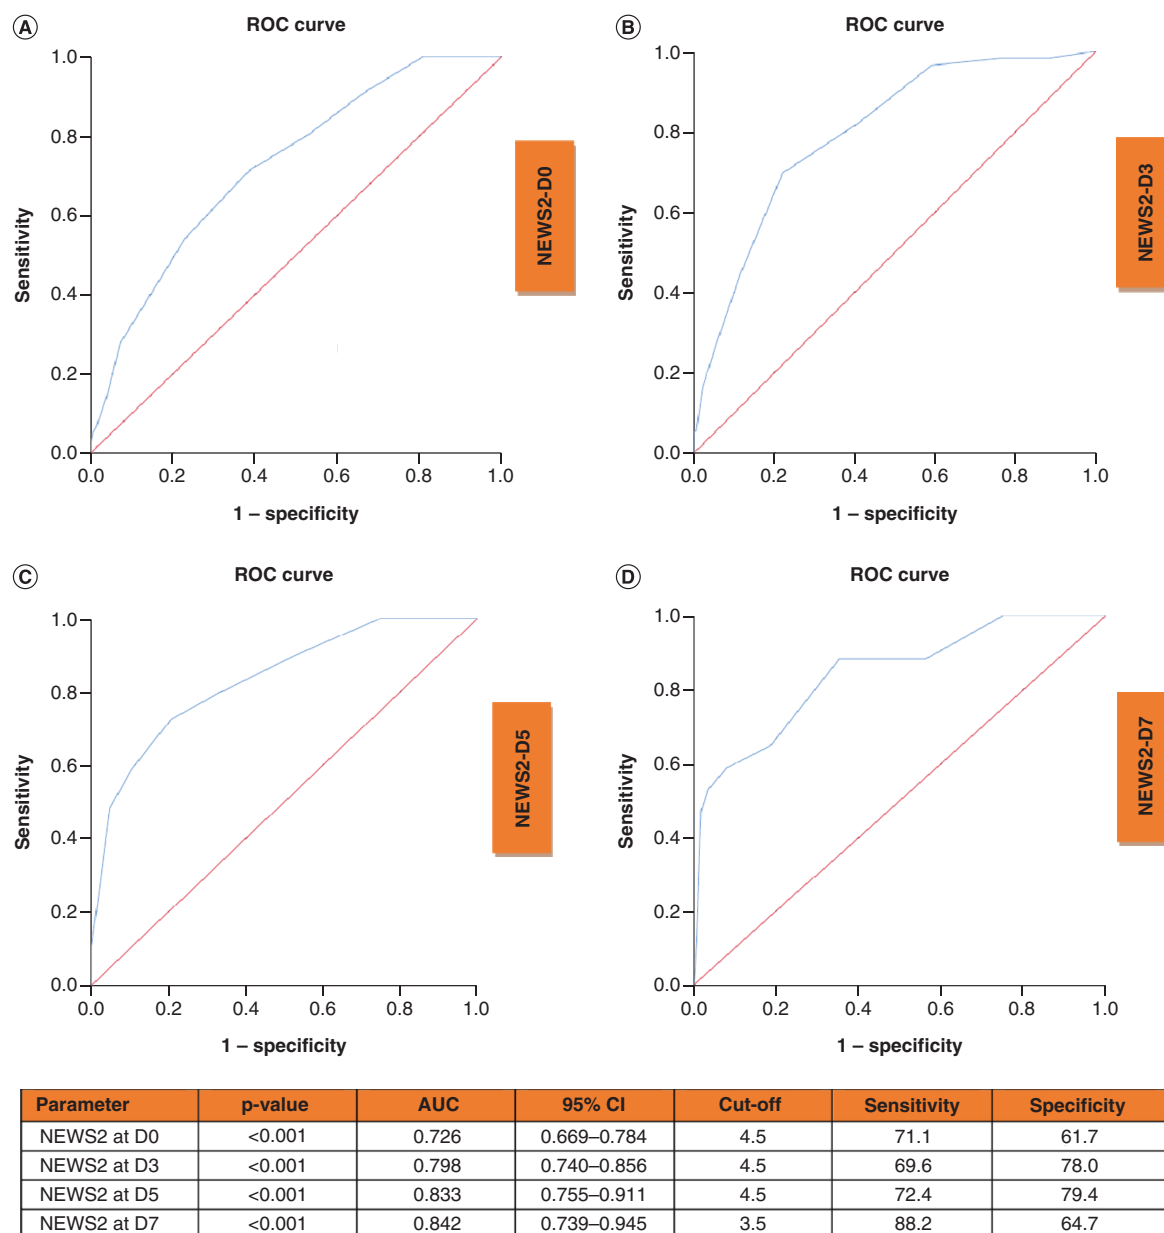 A
ROC curve
1.0
0.8
0.6
0.4
0.2
0.0
Sensitivity
0.0 0.2 0.4 0.6 0.8 1.0
1 – specificity
NEWS2-D0
B
ROC curve
1.0
0.8
0.6
0.4
0.2
0.0
Sensitivity
0.0 0.2 0.4 0.6 0.8 1.0
1 – specificity
NEWS2-D3
C
ROC curve
1.0
0.8
0.6
0.4
0.2
0.0
Sensitivity
0.0 0.2 0.4 0.6 0.8 1.0
1 – specificity
NEWS2-D5
D
ROC curve
1.0
0.8
0.6
0.4
0.2
0.0
Sensitivity
0.0 0.2 0.4 0.6 0.8 1.0
1 – specificity
NEWS2-D7
Parameter p-value AUC 95% CI Cut-off Sensitivity Specificity
NEWS2 at D0 <0.001 0.726 0.669–0.784 4.5 71.1 61.7
NEWS2 at D3 <0.001 0.798 0.740–0.856 4.5 69.6 78.0
NEWS2 at D5 <0.001 0.833 0.755–0.911 4.5 72.4 79.4
NEWS2 at D7 <0.001 0.842 0.739–0.945 3.5 88.2 64.7